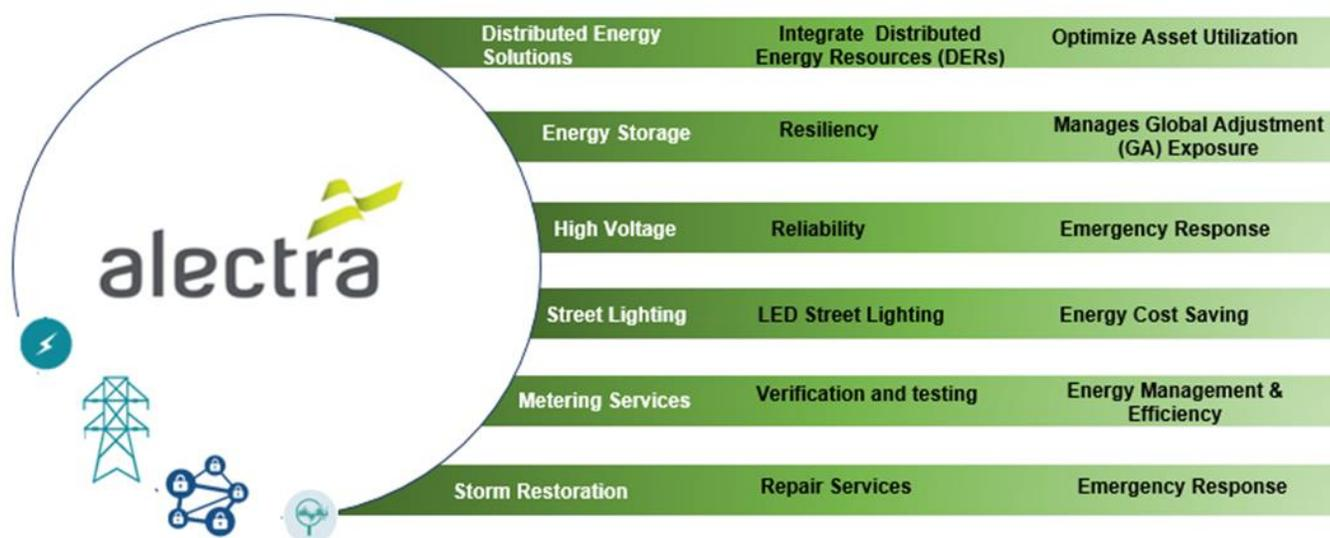 Distributed Energy
Solutions
Integrate Distributed
Energy Resources (DERs)
Optimize Asset Utilization
Energy Storage
Resiliency
Manages Global Adjustment
(GA) Exposure
alectra
High Voltage
Reliability
Emergency Response
Street Lighting
LED Street Lighting
Energy Cost Saving
Metering Services
Verification and testing
Energy Management &
Efficiency
Storm Restoration
Repair Services
Emergency Response